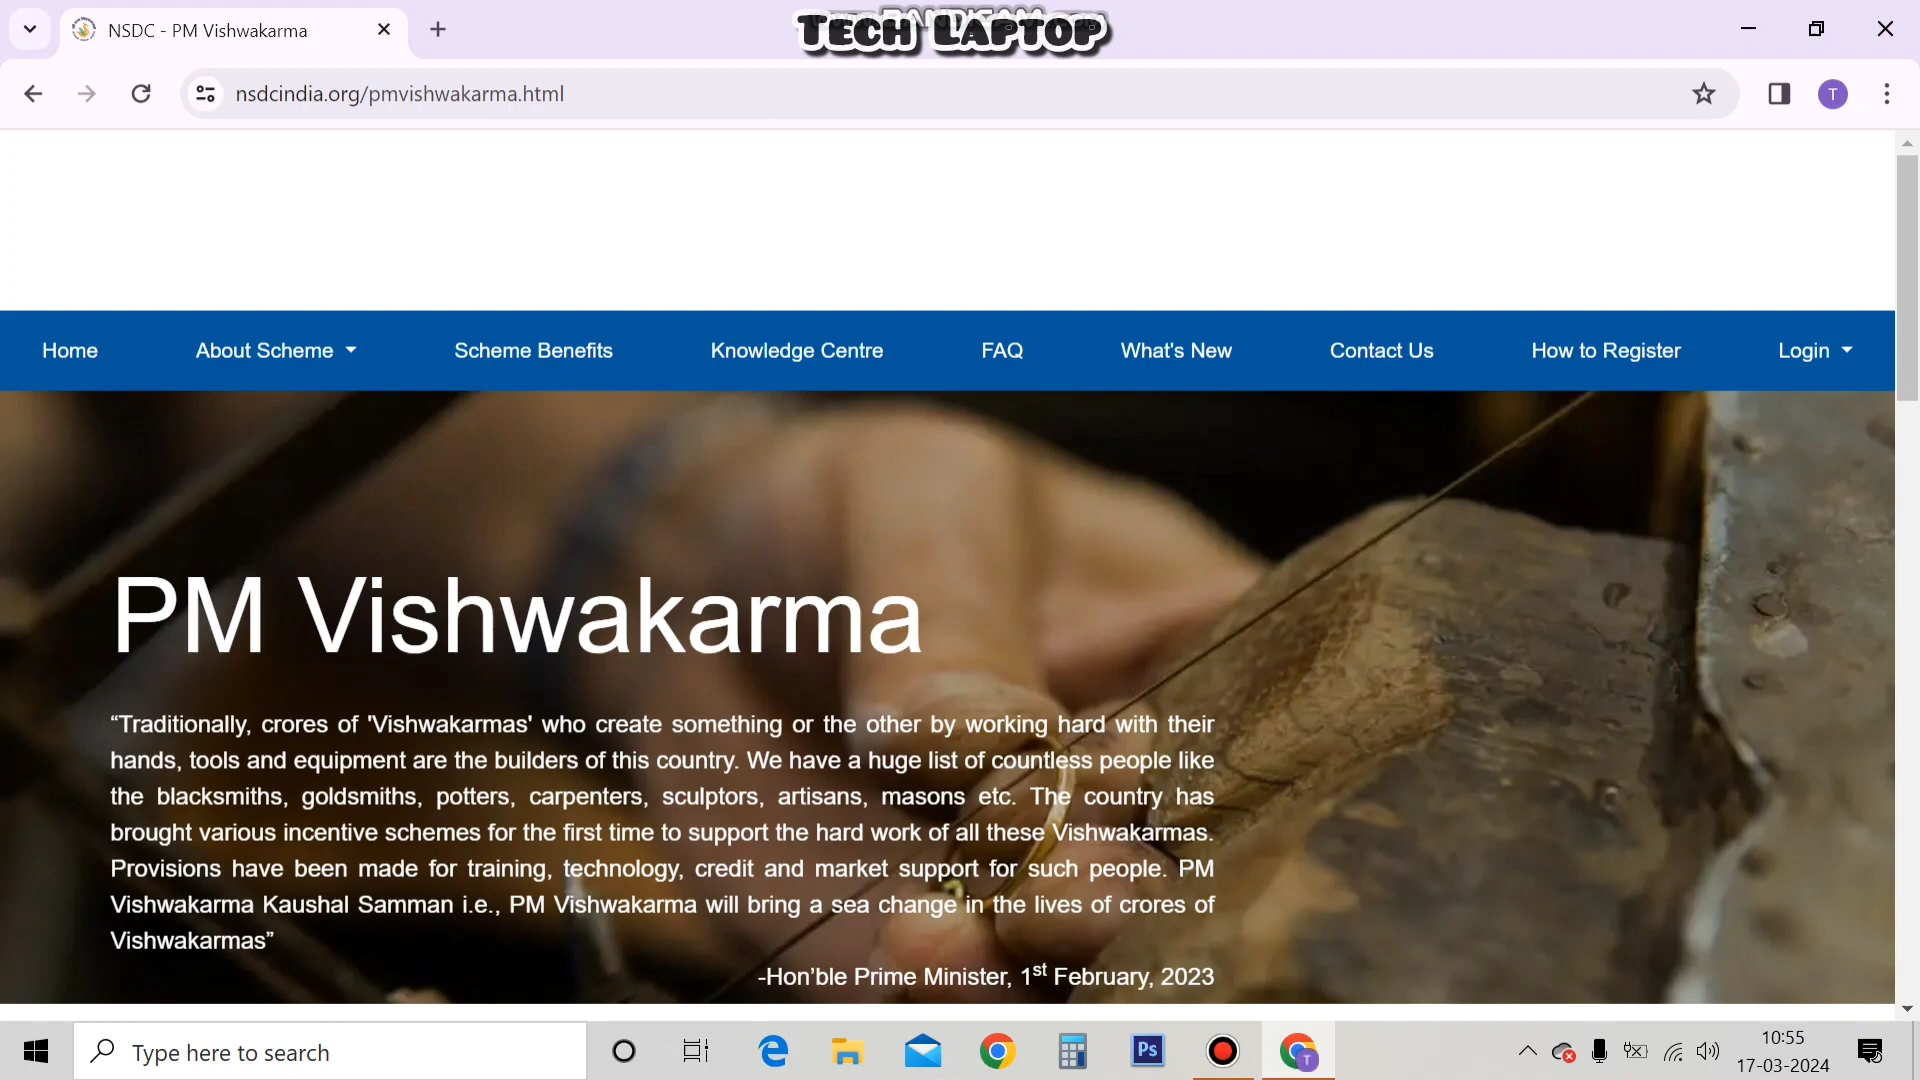 NSDC - PM Vishwakarma
TECH LAPTOP
nsdcindia.org/pmvishwakarma.html
T
Home
About Scheme
Scheme Benefits
Knowledge Centre
FAQ
What's New
Contact Us
How to Register
Login
PM Vishwakarma
“Traditionally, crores of 'Vishwakarmas' who create something or the other by working hard with their
hands, tools and equipment are the builders of this country. We have a huge list of countless people like
the blacksmiths, goldsmiths, potters, carpenters, sculptors, artisans, masons etc. The country has
brought various incentive schemes for the first time to support the hard work of all these Vishwakarmas.
Provisions have been made for training, technology, credit and market support for such people. PM
Vishwakarma Kaushal Samman i.e., PM Vishwakarma will bring a sea change in the lives of crores of
Vishwakarmas”
-Hon’ble Prime Minister, 1st February, 2023
Type here to search
Ps
T
10:55
17-03-2024